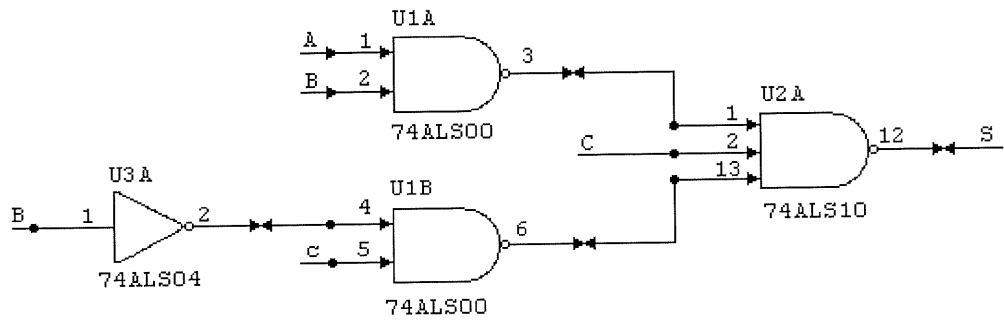 U1A
A 1
B 2
3
74ALS00
U2A
1
C 2
13
12 S
74ALS10
U3A
B 1 2
74ALS04
U1B
4
c 5
6
74ALS00